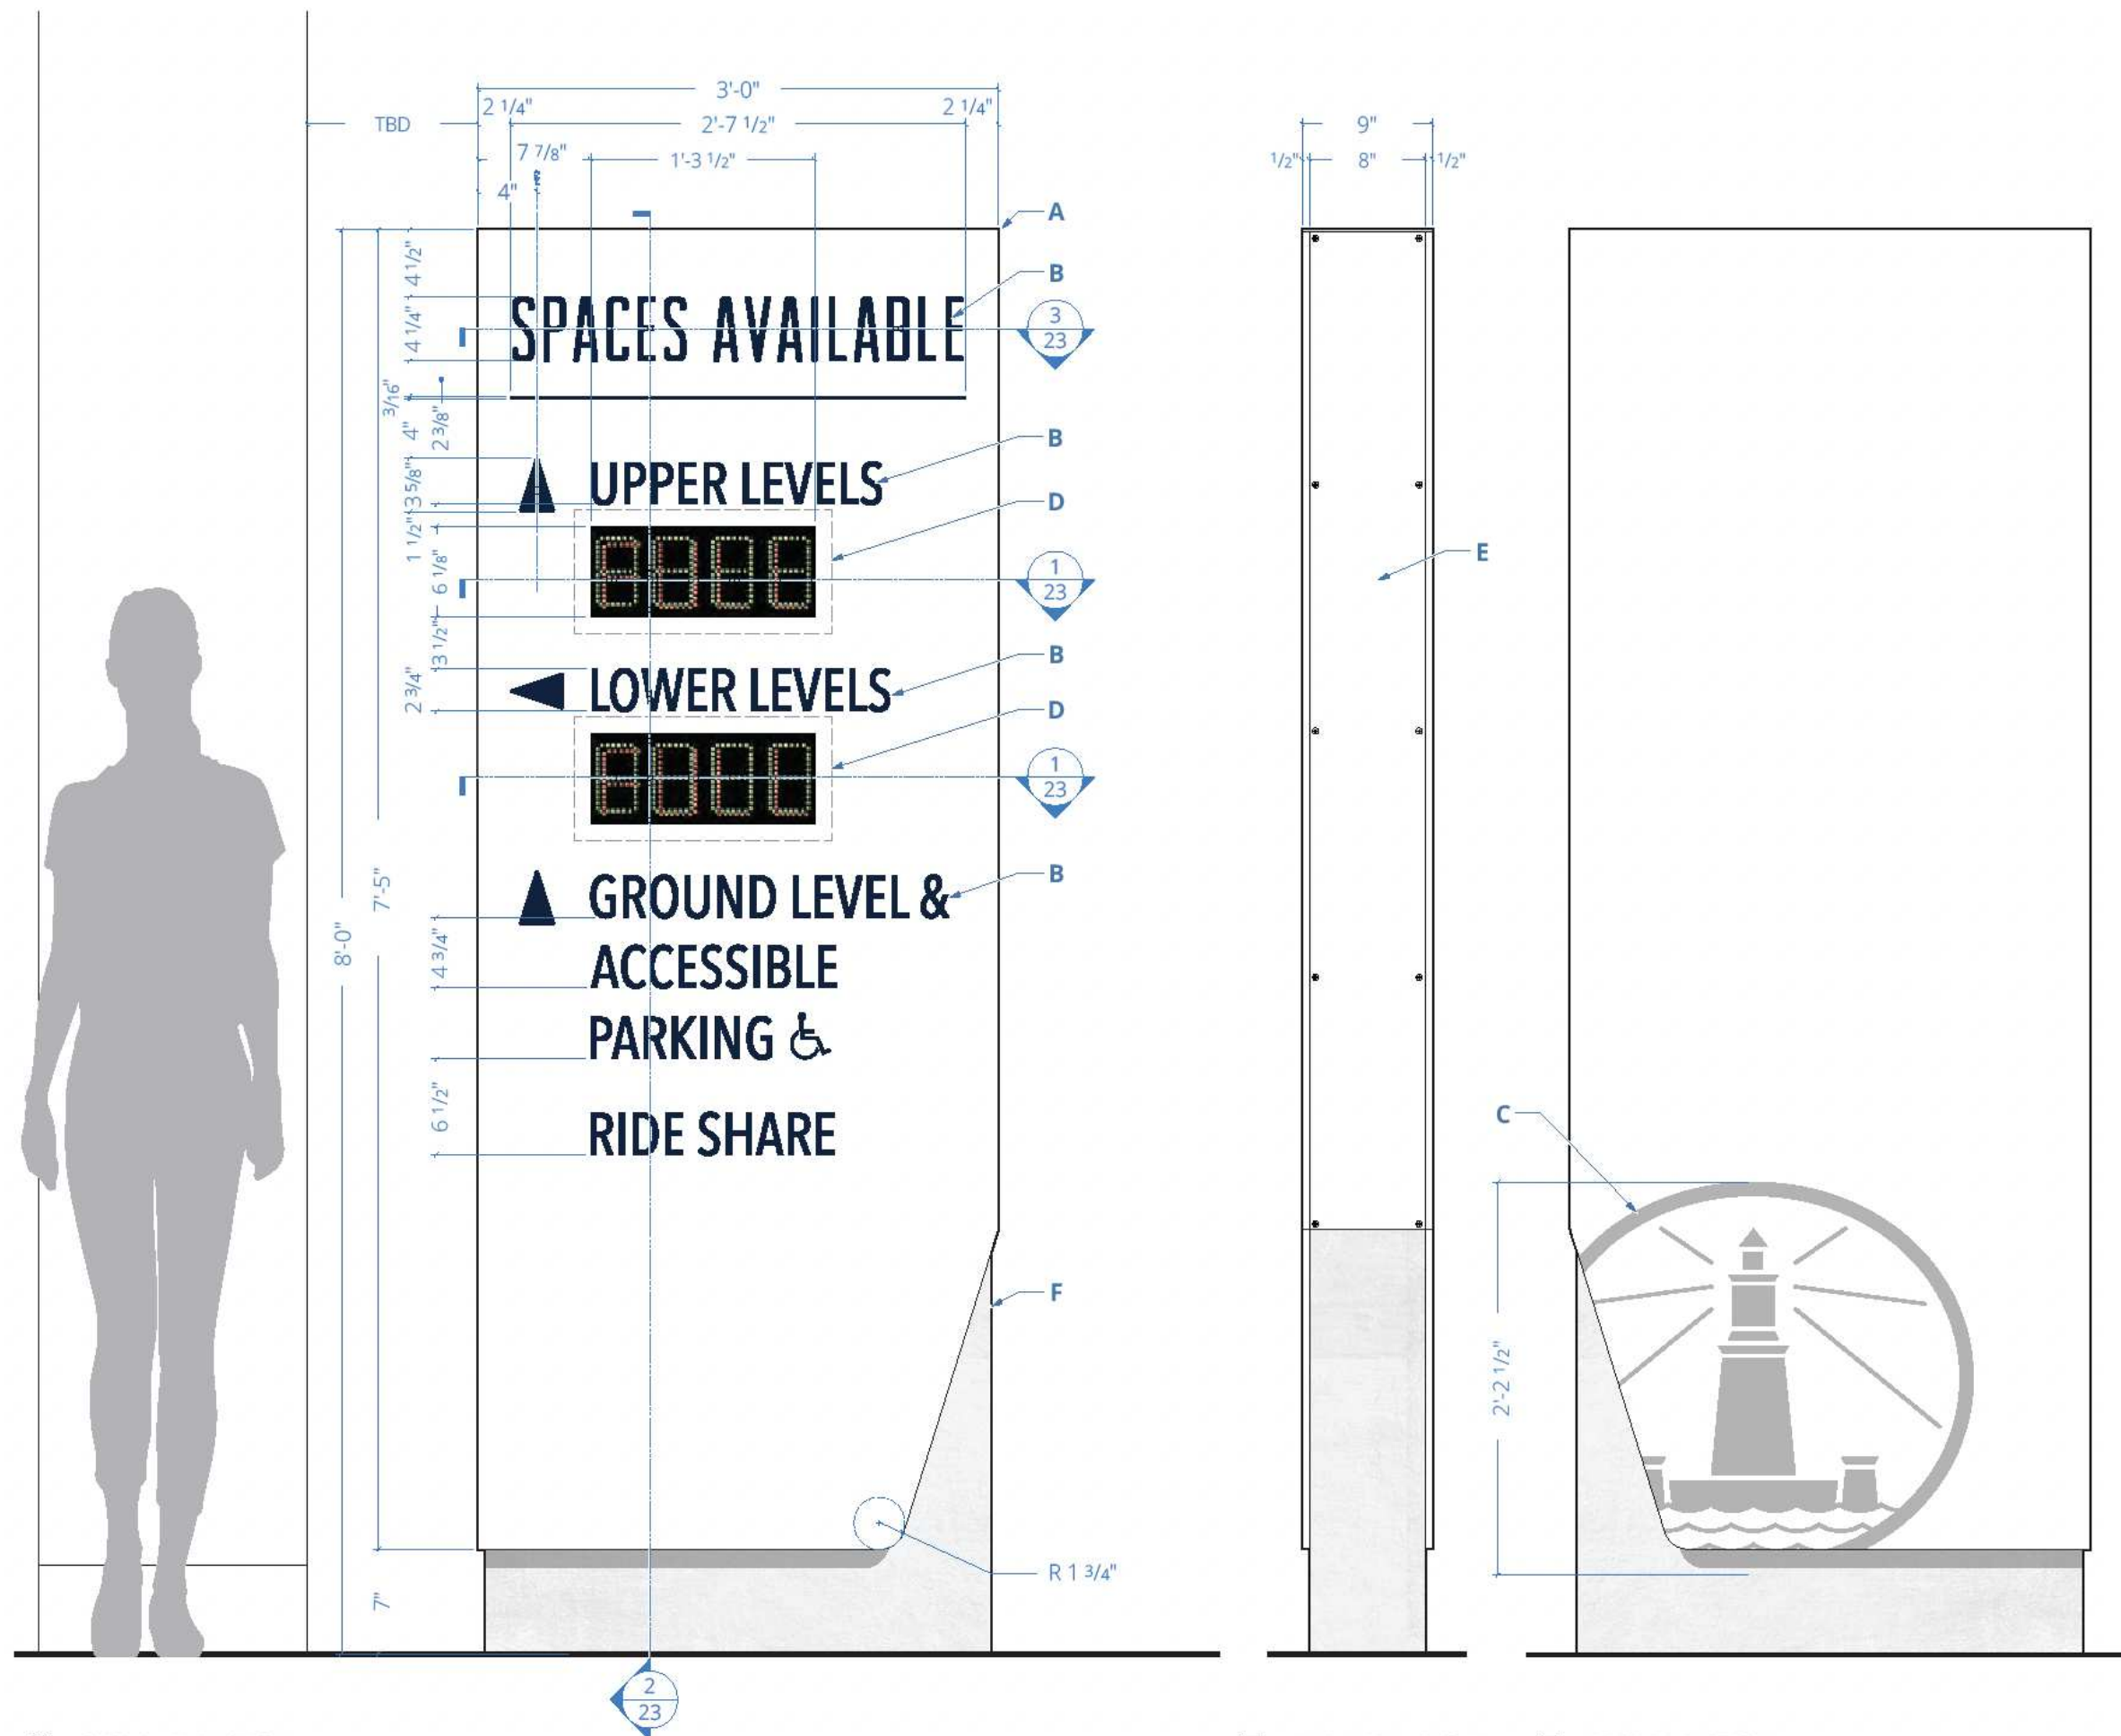 3'-0"
2 1/4"
2 1/4"
TBD
2'-7 1/2"
7 7/8"
1'-3 1/2"
4"
9"
1/2"
8"
1/2"
A
4 1/2"
B
SPACES AVAILABLE
4 1/4"
3
23
3/16"
2 3/8"
4"
B
UPPER LEVELS
3 5/8"
D
1 1/2"
6 1/8"
1
23
E
3 1/2"
B
LOWER LEVELS
2 3/4"
D
1
23
7'-5"
B
GROUND LEVEL &
8'-0"
4 3/4"
ACCESSIBLE
PARKING
6 1/2"
RIDE SHARE
C
F
2'-2 1/2"
R 1 3/4"
7"
2
23